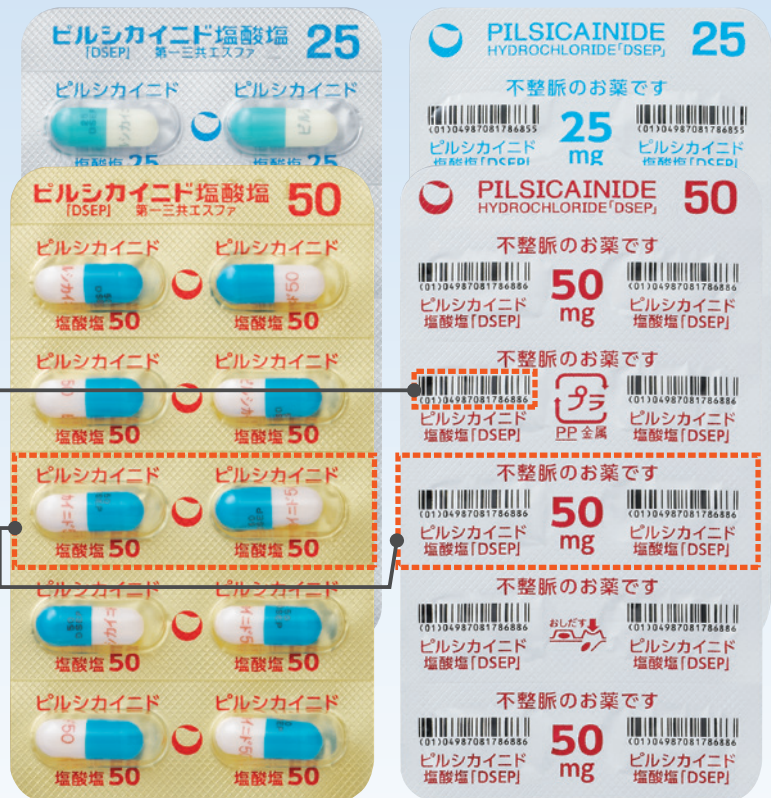 ピルシカイニド塩酸塩 25
「DSEP」 第一三共エスファ
ピルシカイニド ピルシカイニド
塩酸塩 25 塩酸塩 25
PILSICAINIDE 25
HYDROCHLORIDE「DSEP」
不整脈のお薬です
(01)04987081786855 25 mg (01)04987081786855
ピルシカイニド ピルシカイニド
塩酸塩「DSEP」 塩酸塩「DSEP」
ピルシカイニド塩酸塩 50
「DSEP」 第一三共エスファ
ピルシカイニド ピルシカイニド
塩酸塩 50 塩酸塩 50
ピルシカイニド ピルシカイニド
塩酸塩 50 塩酸塩 50
ピルシカイニド ピルシカイニド
塩酸塩 50 塩酸塩 50
ピルシカイニド ピルシカイニド
塩酸塩 50 塩酸塩 50
ピルシカイニド ピルシカイニド
塩酸塩 50 塩酸塩 50
PILSICAINIDE 50
HYDROCHLORIDE「DSEP」
不整脈のお薬です
(01)04987081786886 50 mg (01)04987081786886
ピルシカイニド ピルシカイニド
塩酸塩「DSEP」 塩酸塩「DSEP」
不整脈のお薬です
(01)04987081786886 プラ (01)04987081786886
ピルシカイニド ピルシカイニド
塩酸塩「DSEP」 PP 金属 塩酸塩「DSEP」
不整脈のお薬です
(01)04987081786886 50 mg (01)04987081786886
ピルシカイニド ピルシカイニド
塩酸塩「DSEP」 塩酸塩「DSEP」
不整脈のお薬です
(01)04987081786886 おしだす (01)04987081786886
ピルシカイニド ピルシカイニド
塩酸塩「DSEP」 塩酸塩「DSEP」
不整脈のお薬です
(01)04987081786886 50 mg (01)04987081786886
ピルシカイニド ピルシカイニド
塩酸塩「DSEP」 塩酸塩「DSEP」